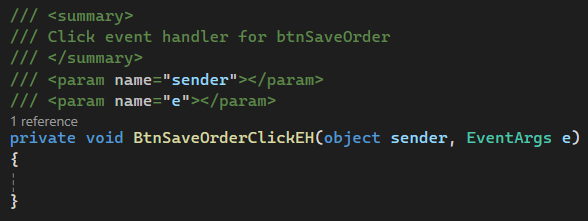 /// <summary>
/// Click event handler for btnSaveOrder
/// </summary>
/// <param name="sender"></param>
/// <param name="e"></param>
1 reference
private void BtnSaveOrderClickEH(object sender, EventArgs e)
{
}